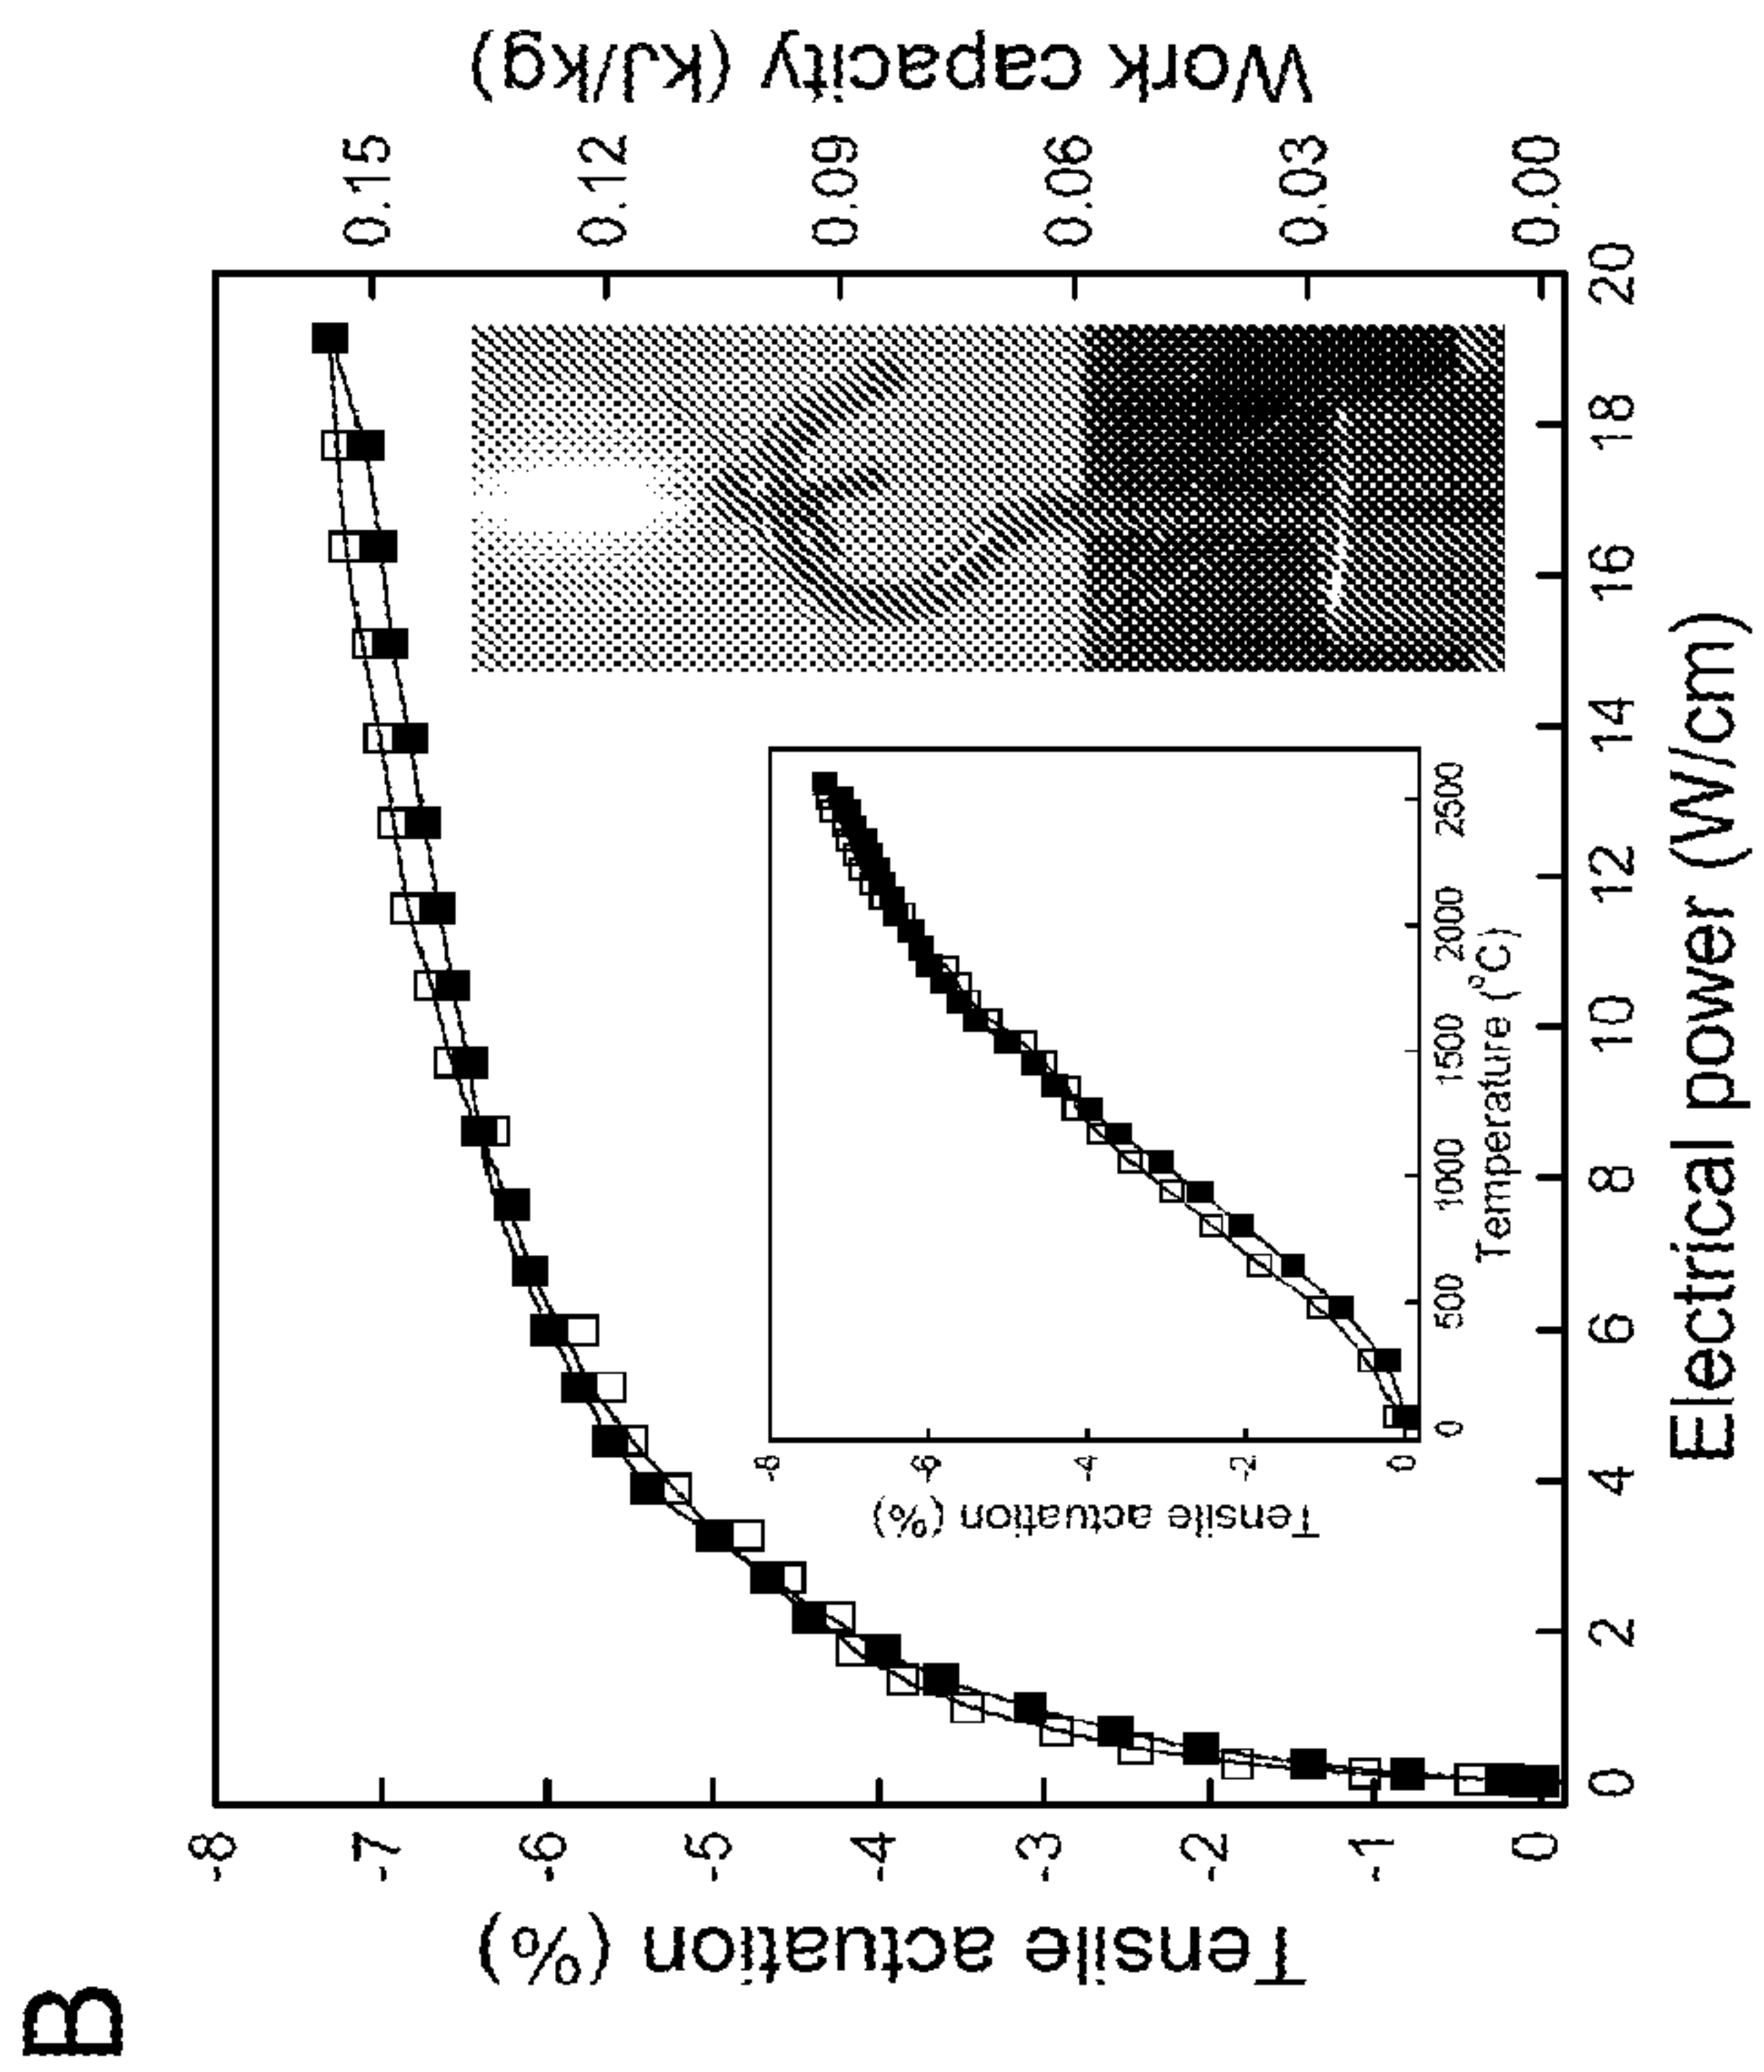 B
Tensile actuation (%)
-8
-7
-6
-5
-4
-3
-2
-1
0
Work capacity (kJ/kg)
0.15
0.12
0.09
0.06
0.03
0.00
0 2 4 6 8 10 12 14 16 18 20
Electrical power (W/cm)
Tensile actuation (%)
-8
-6
-4
-2
0
0 500 1000 1500 2000 2500
Temperature (°C)